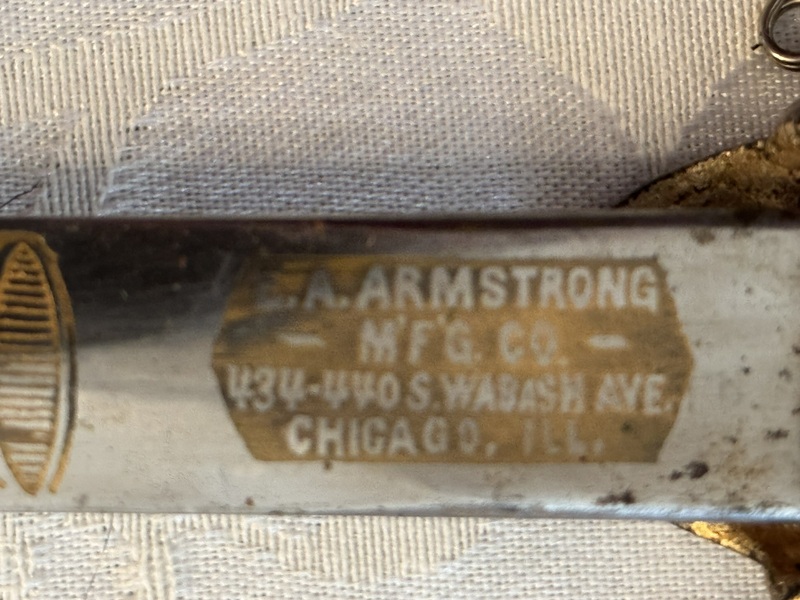 E.A. ARMSTRONG
– M'F'G. CO. –
434-440 S. WABASH AVE.
CHICAGO, ILL.